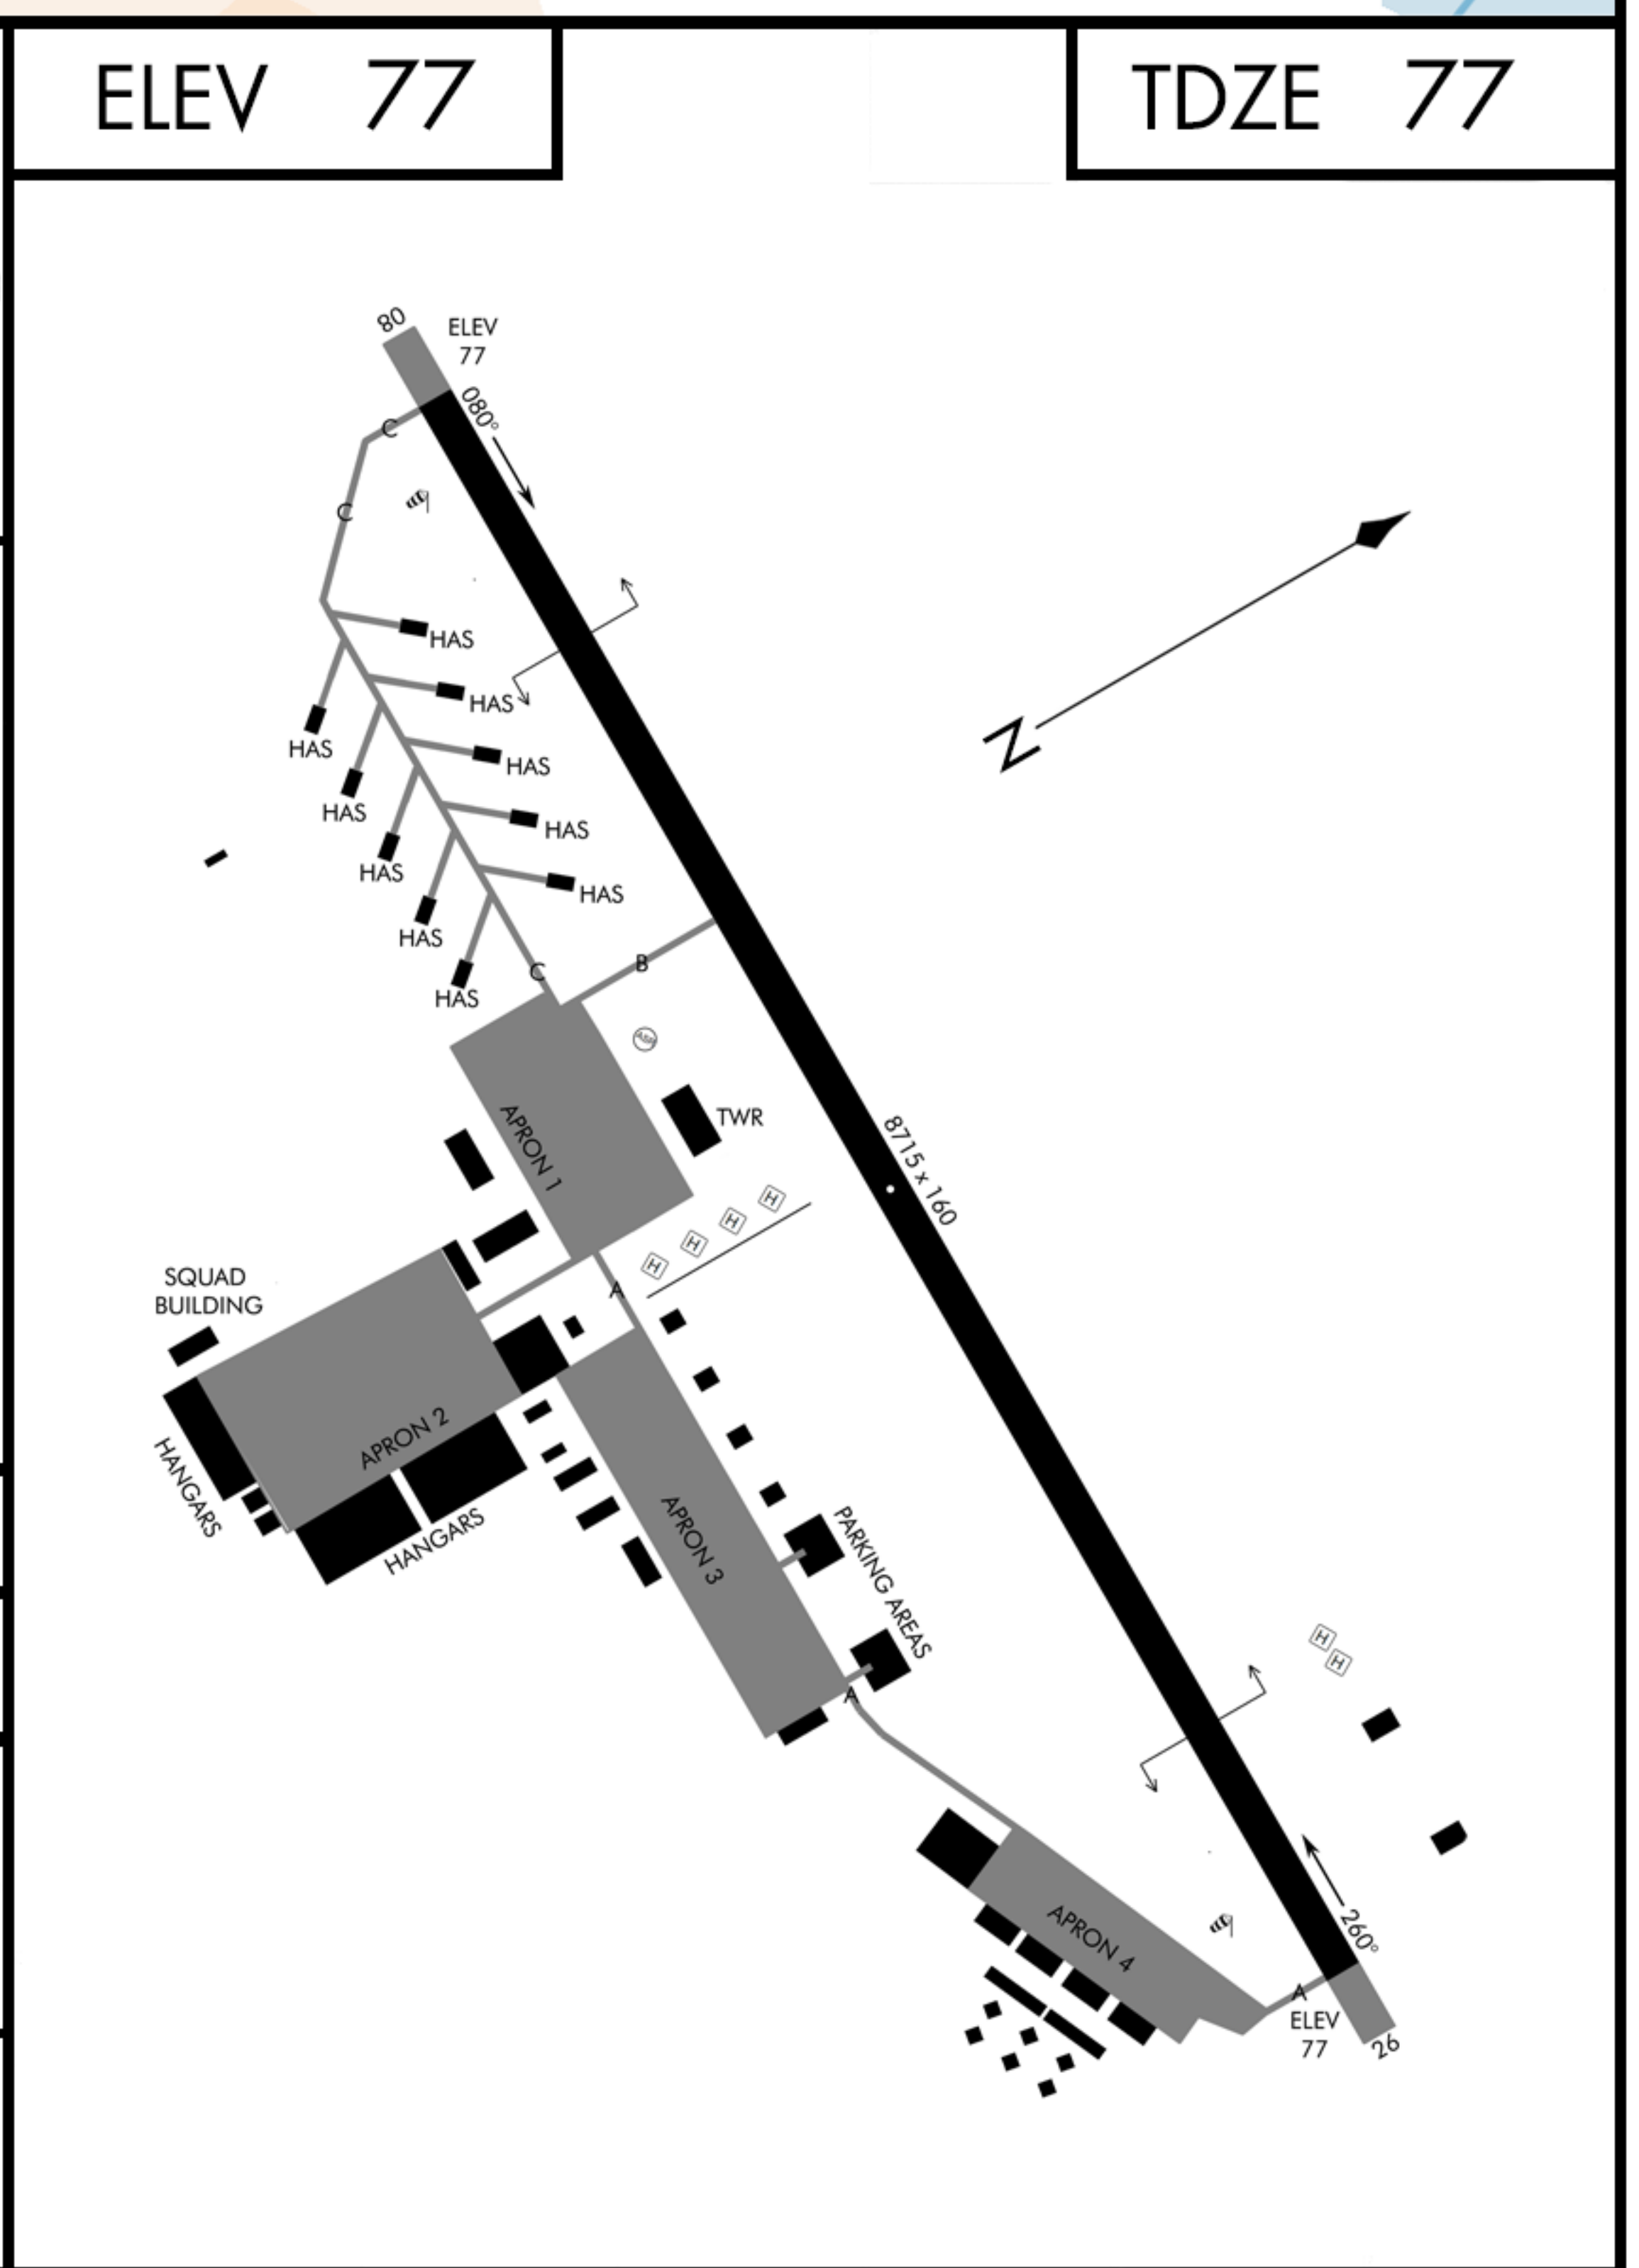 ELEV 77
TDZE 77
08
ELEV
77
080°
C
C
HAS
HAS
HAS
HAS
HAS
HAS
HAS
HAS
HAS
HAS
N
C
B
ASR
TWR
APRON 1
8715 x 160
H
H
H
H
A
SQUAD
BUILDING
APRON 2
HANGARS
HANGARS
APRON 3
PARKING AREAS
A
H
H
APRON 4
260°
A
ELEV
77
26